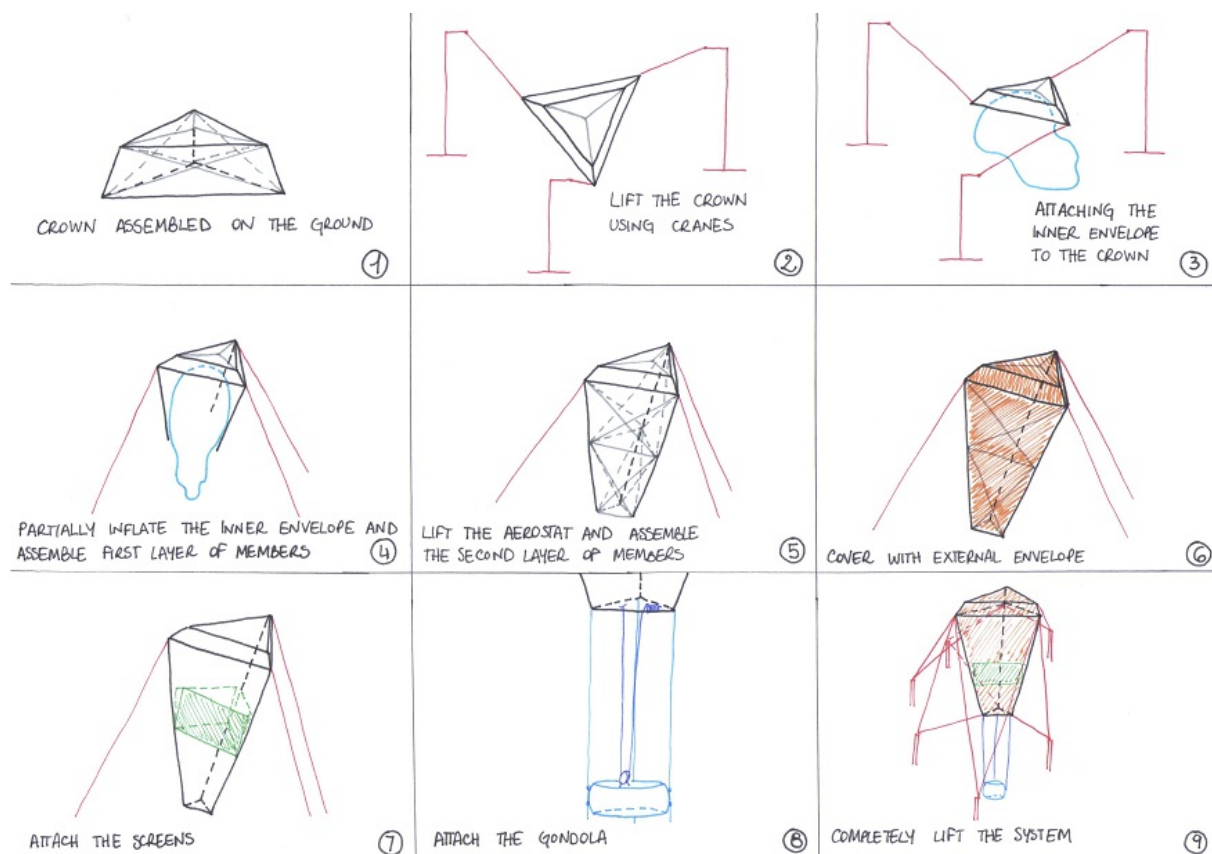 CROWN ASSEMBLED ON THE GROUND
1
LIFT THE CROWN
USING CRANES
2
ATTACHING THE
INNER ENVELOPE
TO THE CROWN
3
PARTIALLY INFLATE THE INNER ENVELOPE AND
ASSEMBLE FIRST LAYER OF MEMBERS
4
LIFT THE AEROSTAT AND ASSEMBLE
THE SECOND LAYER OF MEMBERS
5
COVER WITH EXTERNAL ENVELOPE
6
ATTACH THE SCREENS
7
ATTACH THE GONDOLA
8
COMPLETELY LIFT THE SYSTEM
9